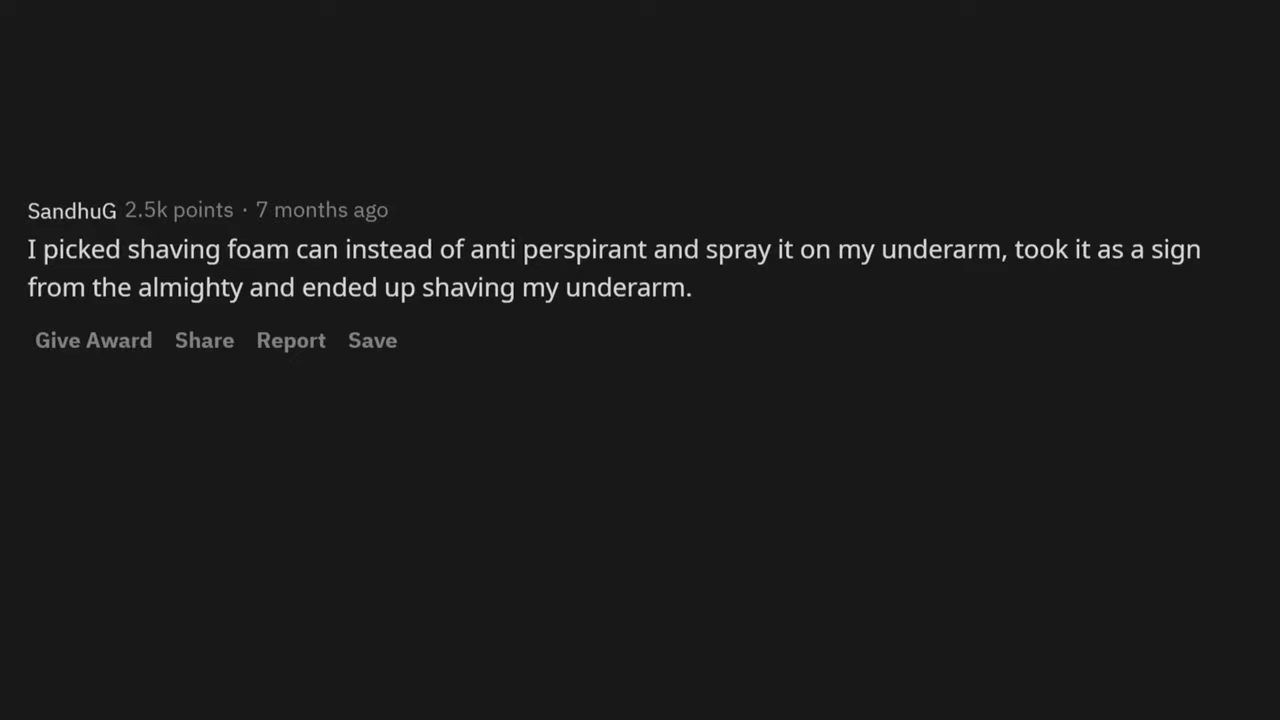 SandhuG 2.5k points · 7 months ago
I picked shaving foam can instead of anti perspirant and spray it on my underarm, took it as a sign
from the almighty and ended up shaving my underarm.
Give Award Share Report Save